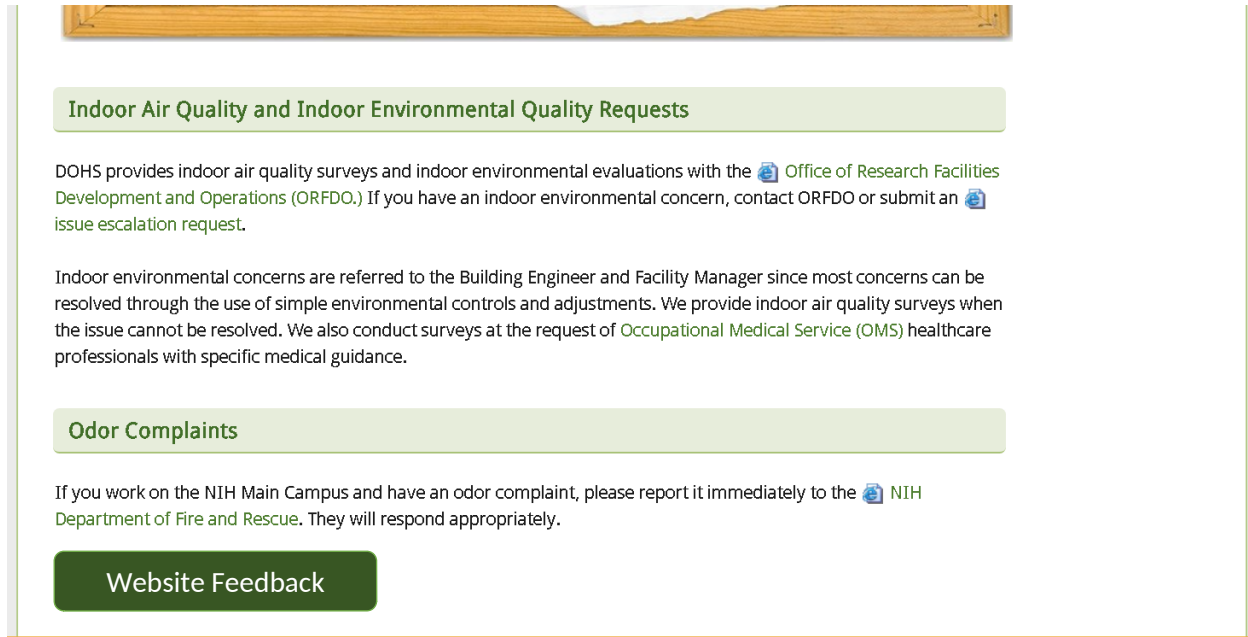 Indoor Air Quality and Indoor Environmental Quality Requests
DOHS provides indoor air quality surveys and indoor environmental evaluations with the Office of Research Facilities
Development and Operations (ORFDO.) If you have an indoor environmental concern, contact ORFDO or submit an
issue escalation request.
Indoor environmental concerns are referred to the Building Engineer and Facility Manager since most concerns can be
resolved through the use of simple environmental controls and adjustments. We provide indoor air quality surveys when
the issue cannot be resolved. We also conduct surveys at the request of Occupational Medical Service (OMS) healthcare
professionals with specific medical guidance.
Odor Complaints
If you work on the NIH Main Campus and have an odor complaint, please report it immediately to the NIH
Department of Fire and Rescue. They will respond appropriately.
Website Feedback